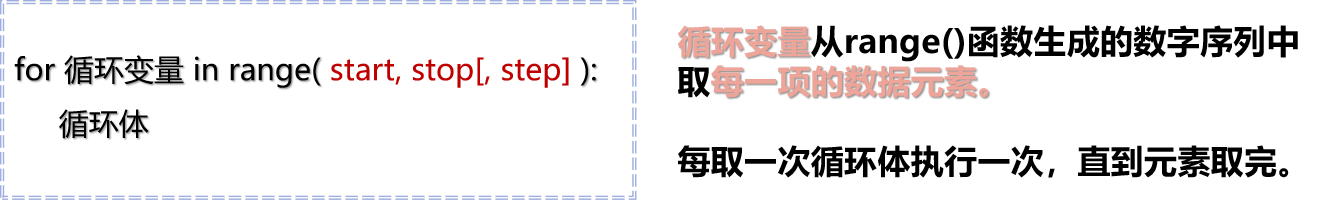 for 循环变量 in range( start, stop[, step] ):
循环体
循环变量从range()函数生成的数字序列中
取每一项的数据元素。
每取一次循环体执行一次，直到元素取完。